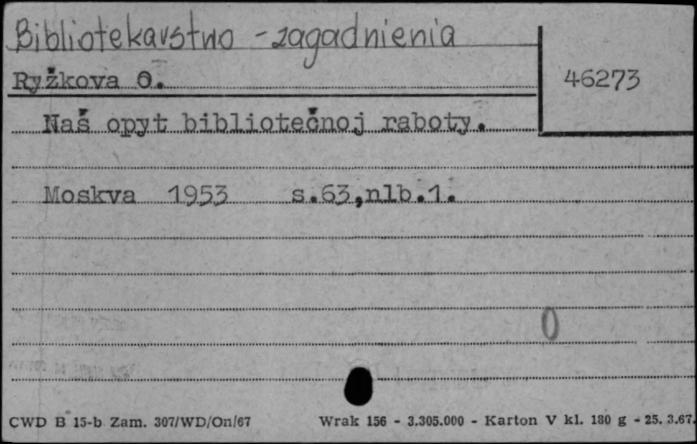 Bibliotekarstwo - zagadnienia
Ryžkova O.
46273
Naš opyt bibliotečnoj raboty.
Moskva 1953 s.63,nlb.1.
0
CWD B 15-b Zam. 307/WD/On/67 Wrak 156 - 3.305.000 - Karton V kl. 180 g - 25. 3.67.